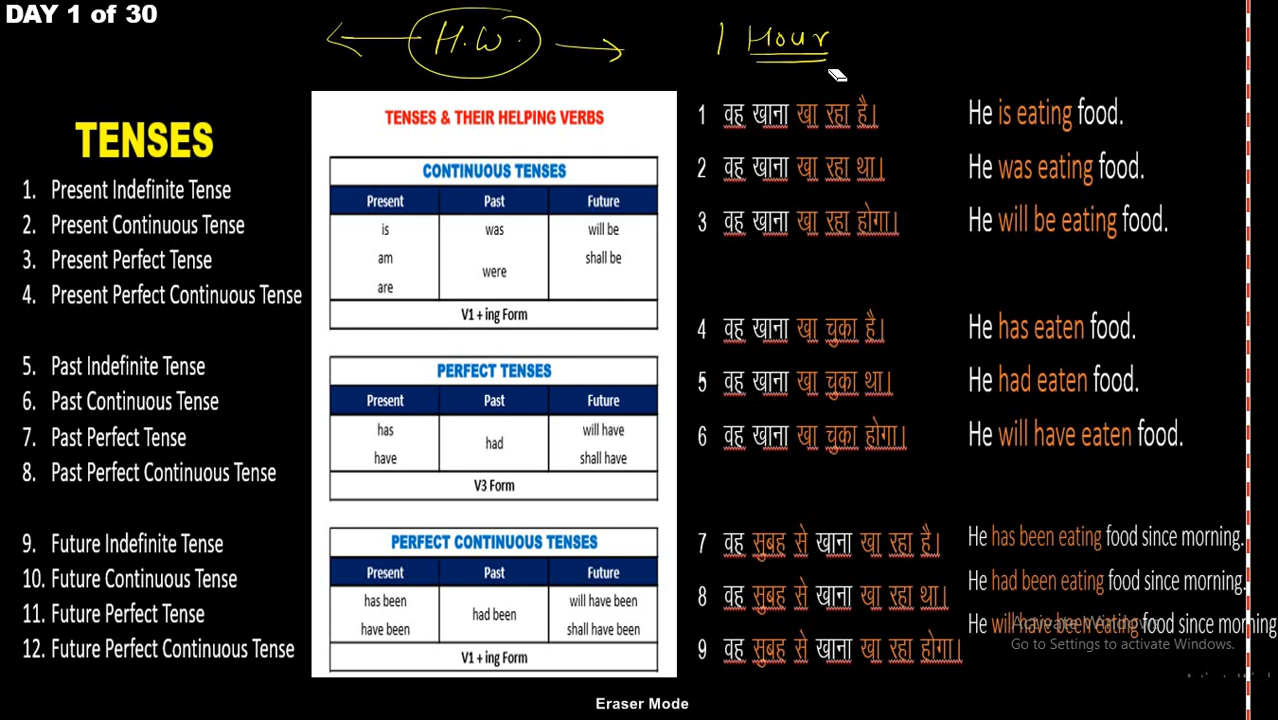 DAY 1 of 30
H.W.
1 Hour
TENSES
1. Present Indefinite Tense
2. Present Continuous Tense
3. Present Perfect Tense
4. Present Perfect Continuous Tense
5. Past Indefinite Tense
6. Past Continuous Tense
7. Past Perfect Tense
8. Past Perfect Continuous Tense
9. Future Indefinite Tense
10. Future Continuous Tense
11. Future Perfect Tense
12. Future Perfect Continuous Tense
TENSES & THEIR HELPING VERBS
CONTINUOUS TENSES
Present Past Future
is was will be
am were shall be
are
V1 + ing Form
PERFECT TENSES
Present Past Future
has had will have
have shall have
V3 Form
PERFECT CONTINUOUS TENSES
Present Past Future
has been had been will have been
have been shall have been
V1 + ing Form
1 वह खाना खा रहा है। He is eating food.
2 वह खाना खा रहा था। He was eating food.
3 वह खाना खा रहा होगा। He will be eating food.
4 वह खाना खा चुका है। He has eaten food.
5 वह खाना खा चुका था। He had eaten food.
6 वह खाना खा चुका होगा। He will have eaten food.
7 वह सुबह से खाना खा रहा है। He has been eating food since morning.
8 वह सुबह से खाना खा रहा था। He had been eating food since morning.
9 वह सुबह से खाना खा रहा होगा। He will have been eating food since morning
Activate Windows
Go to Settings to activate Windows.
Eraser Mode